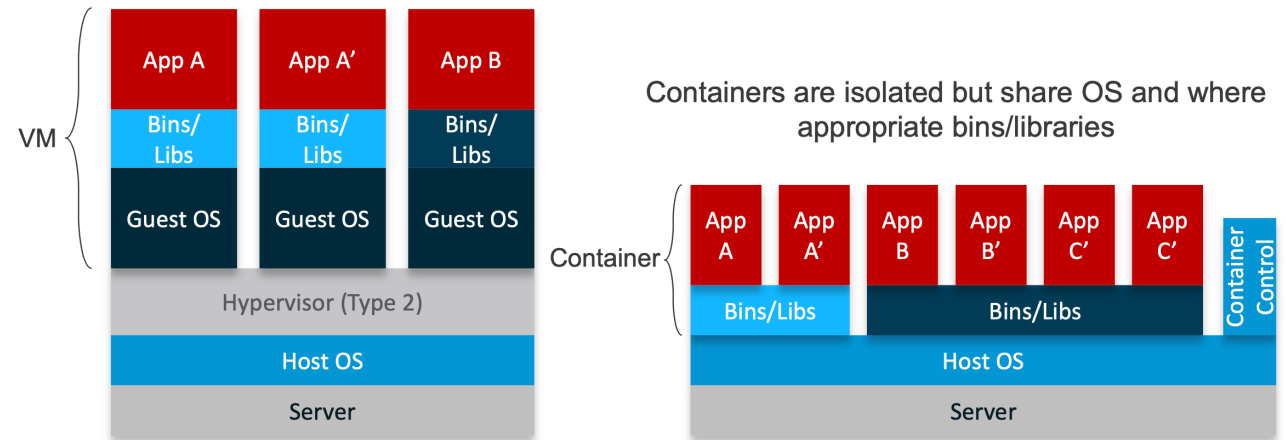 VM
App A
App A’
App B
Bins/
Libs
Bins/
Libs
Bins/
Libs
Guest OS
Guest OS
Guest OS
Hypervisor (Type 2)
Host OS
Server
Containers are isolated but share OS and where
appropriate bins/libraries
Container
App
A
App
A’
App
B
App
B’
App
C’
App
C’
Bins/Libs
Bins/Libs
Container
Control
Host OS
Server